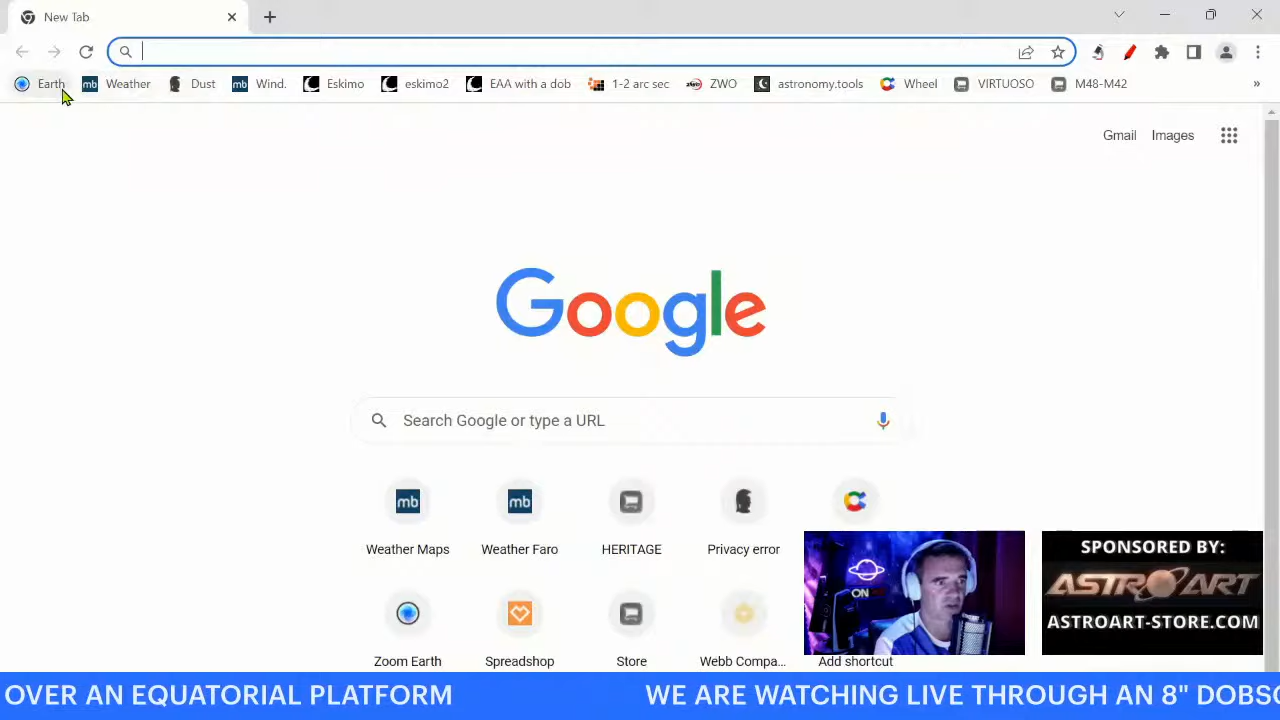 New Tab
Earth Weather Dust Wind. Eskim eskimo2 EAA with a dob 1-2 arc sec ZWO astronomy.tools Wheel VIRTUOSO M48-M42 »
Gmail Images
Google
Search Google or type a URL
Weather Maps Weather Faro HERITAGE Privacy error
Zoom Earth Spreadshop Store Webb Compa... Add shortcut
SPONSORED BY:
ASTROART
ASTROART-STORE.COM
OVER AN EQUATORIAL PLATFORM WE ARE WATCHING LIVE THROUGH AN 8" DOBSO